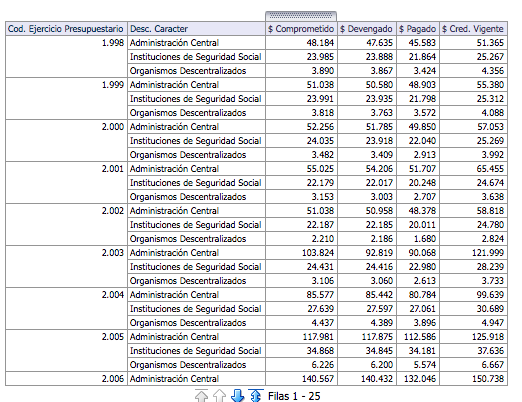 Cod. Ejercicio Presupuestario Desc. Caracter $ Comprometido $ Devengado $ Pagado $ Cred. Vigente
1.998 Administración Central 48.184 47.635 45.583 51.365
Instituciones de Seguridad Social 23.985 23.888 21.864 25.267
Organismos Descentralizados 3.890 3.867 3.424 4.356
1.999 Administración Central 51.038 50.580 48.903 55.380
Instituciones de Seguridad Social 23.991 23.935 21.798 25.312
Organismos Descentralizados 3.818 3.763 3.572 4.088
2.000 Administración Central 52.256 51.785 49.850 57.053
Instituciones de Seguridad Social 24.035 23.918 22.040 25.269
Organismos Descentralizados 3.482 3.409 2.913 3.992
2.001 Administración Central 55.025 54.206 51.707 65.455
Instituciones de Seguridad Social 22.179 22.017 20.248 24.674
Organismos Descentralizados 3.153 3.003 2.707 3.638
2.002 Administración Central 51.038 50.958 48.378 58.818
Instituciones de Seguridad Social 22.187 22.185 20.011 24.780
Organismos Descentralizados 2.210 2.186 1.680 2.824
2.003 Administración Central 103.824 92.819 90.068 121.999
Instituciones de Seguridad Social 24.431 24.416 22.980 28.239
Organismos Descentralizados 3.106 3.060 2.613 3.733
2.004 Administración Central 85.577 85.442 80.784 99.639
Instituciones de Seguridad Social 27.639 27.597 27.061 30.689
Organismos Descentralizados 4.437 4.389 3.896 4.947
2.005 Administración Central 117.981 117.875 112.586 125.918
Instituciones de Seguridad Social 34.868 34.845 34.181 37.636
Organismos Descentralizados 6.226 6.200 5.574 6.667
2.006 Administración Central 140.567 140.432 132.046 150.738
Filas 1 - 25